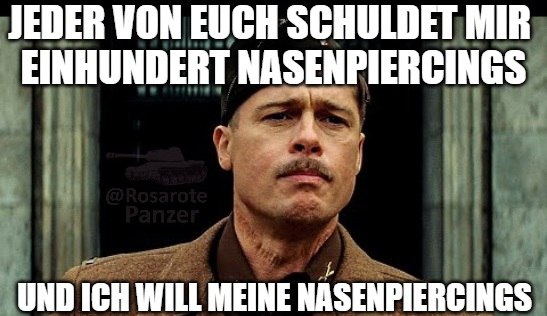 JEDER VON EUCH SCHULDET MIR
EINHUNDERT NASENPIERCINGS
@Rosarote
Panzer
UND ICH WILL MEINE NASENPIERCINGS